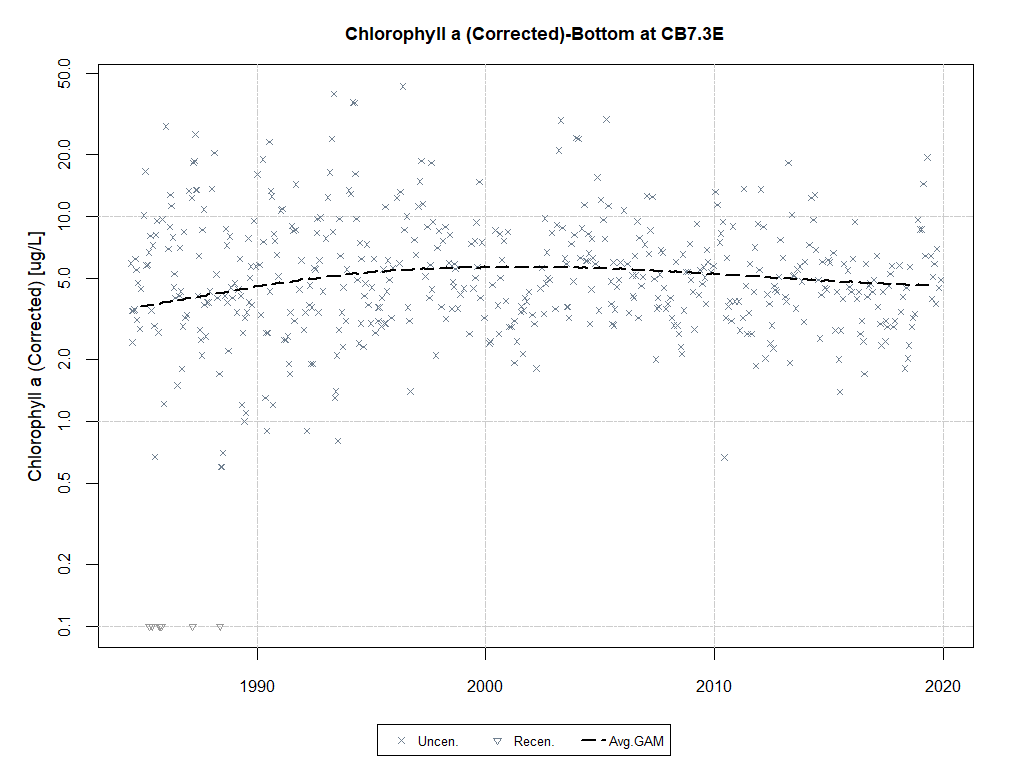 Chlorophyll a (Corrected)-Bottom at CB7.3E
Chlorophyll a (Corrected) [ug/L]
50.0
20.0
10.0
5.0
2.0
1.0
0.5
0.2
0.1
1990 2000 2010 2020
Uncen. Recen. Avg.GAM